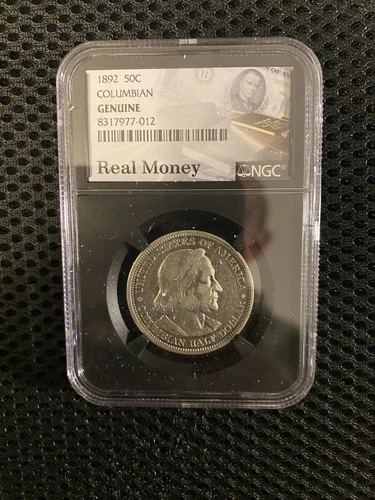 1892 50C
COLUMBIAN
GENUINE
8317977-012
Real Money
NGC
UNITED STATES OF AMERICA
COLUMBIAN HALF DOLLAR